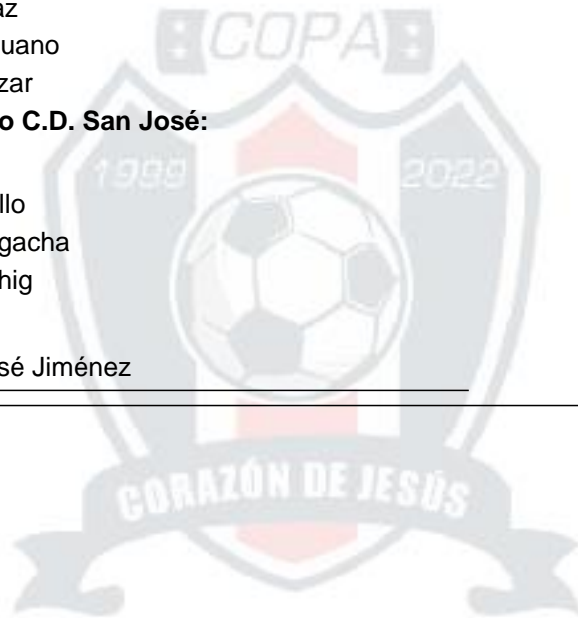 az
uano
zar
o C.D. San José:
llo
gacha
hig
sé Jiménez
COPA
1999 2022
CORAZÓN DE JESÚS